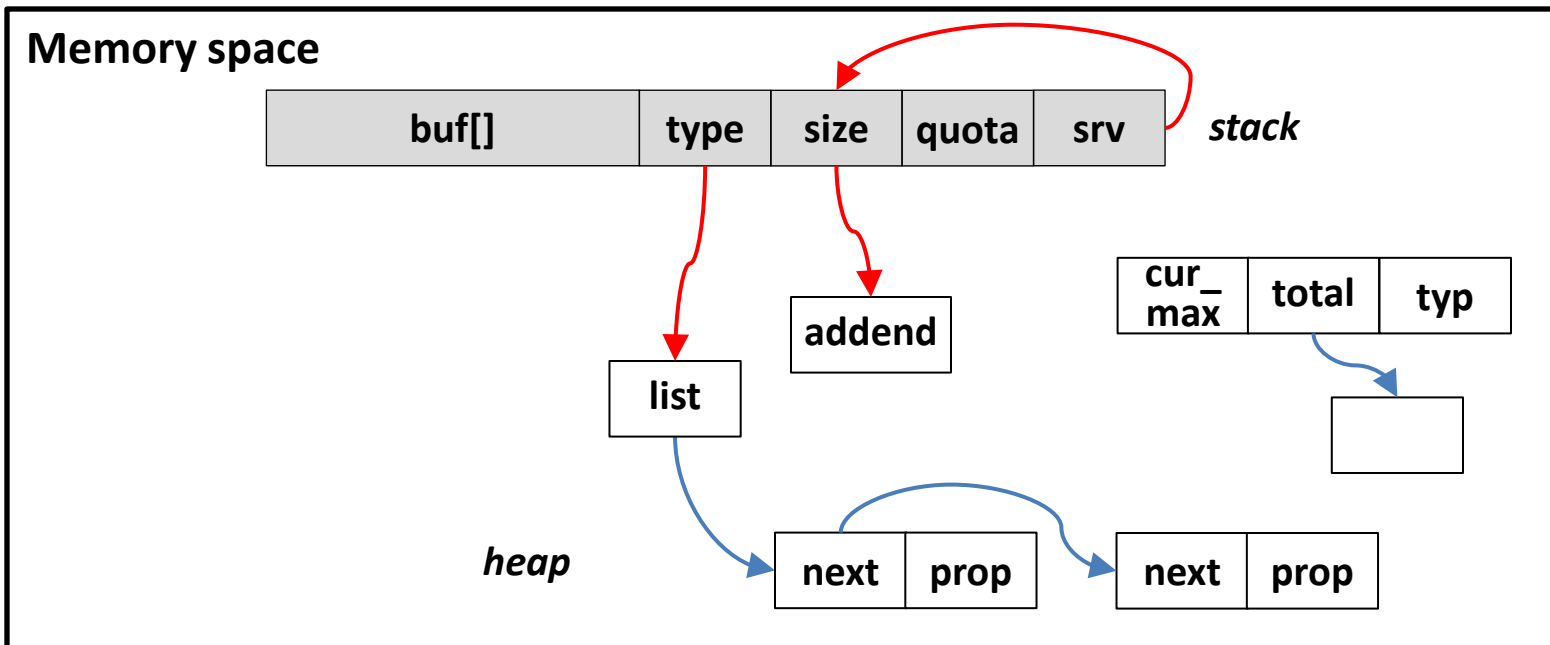 Memory space
buf[] type size quota srv stack
cur_
max total typ
addend
list
heap
next prop next prop